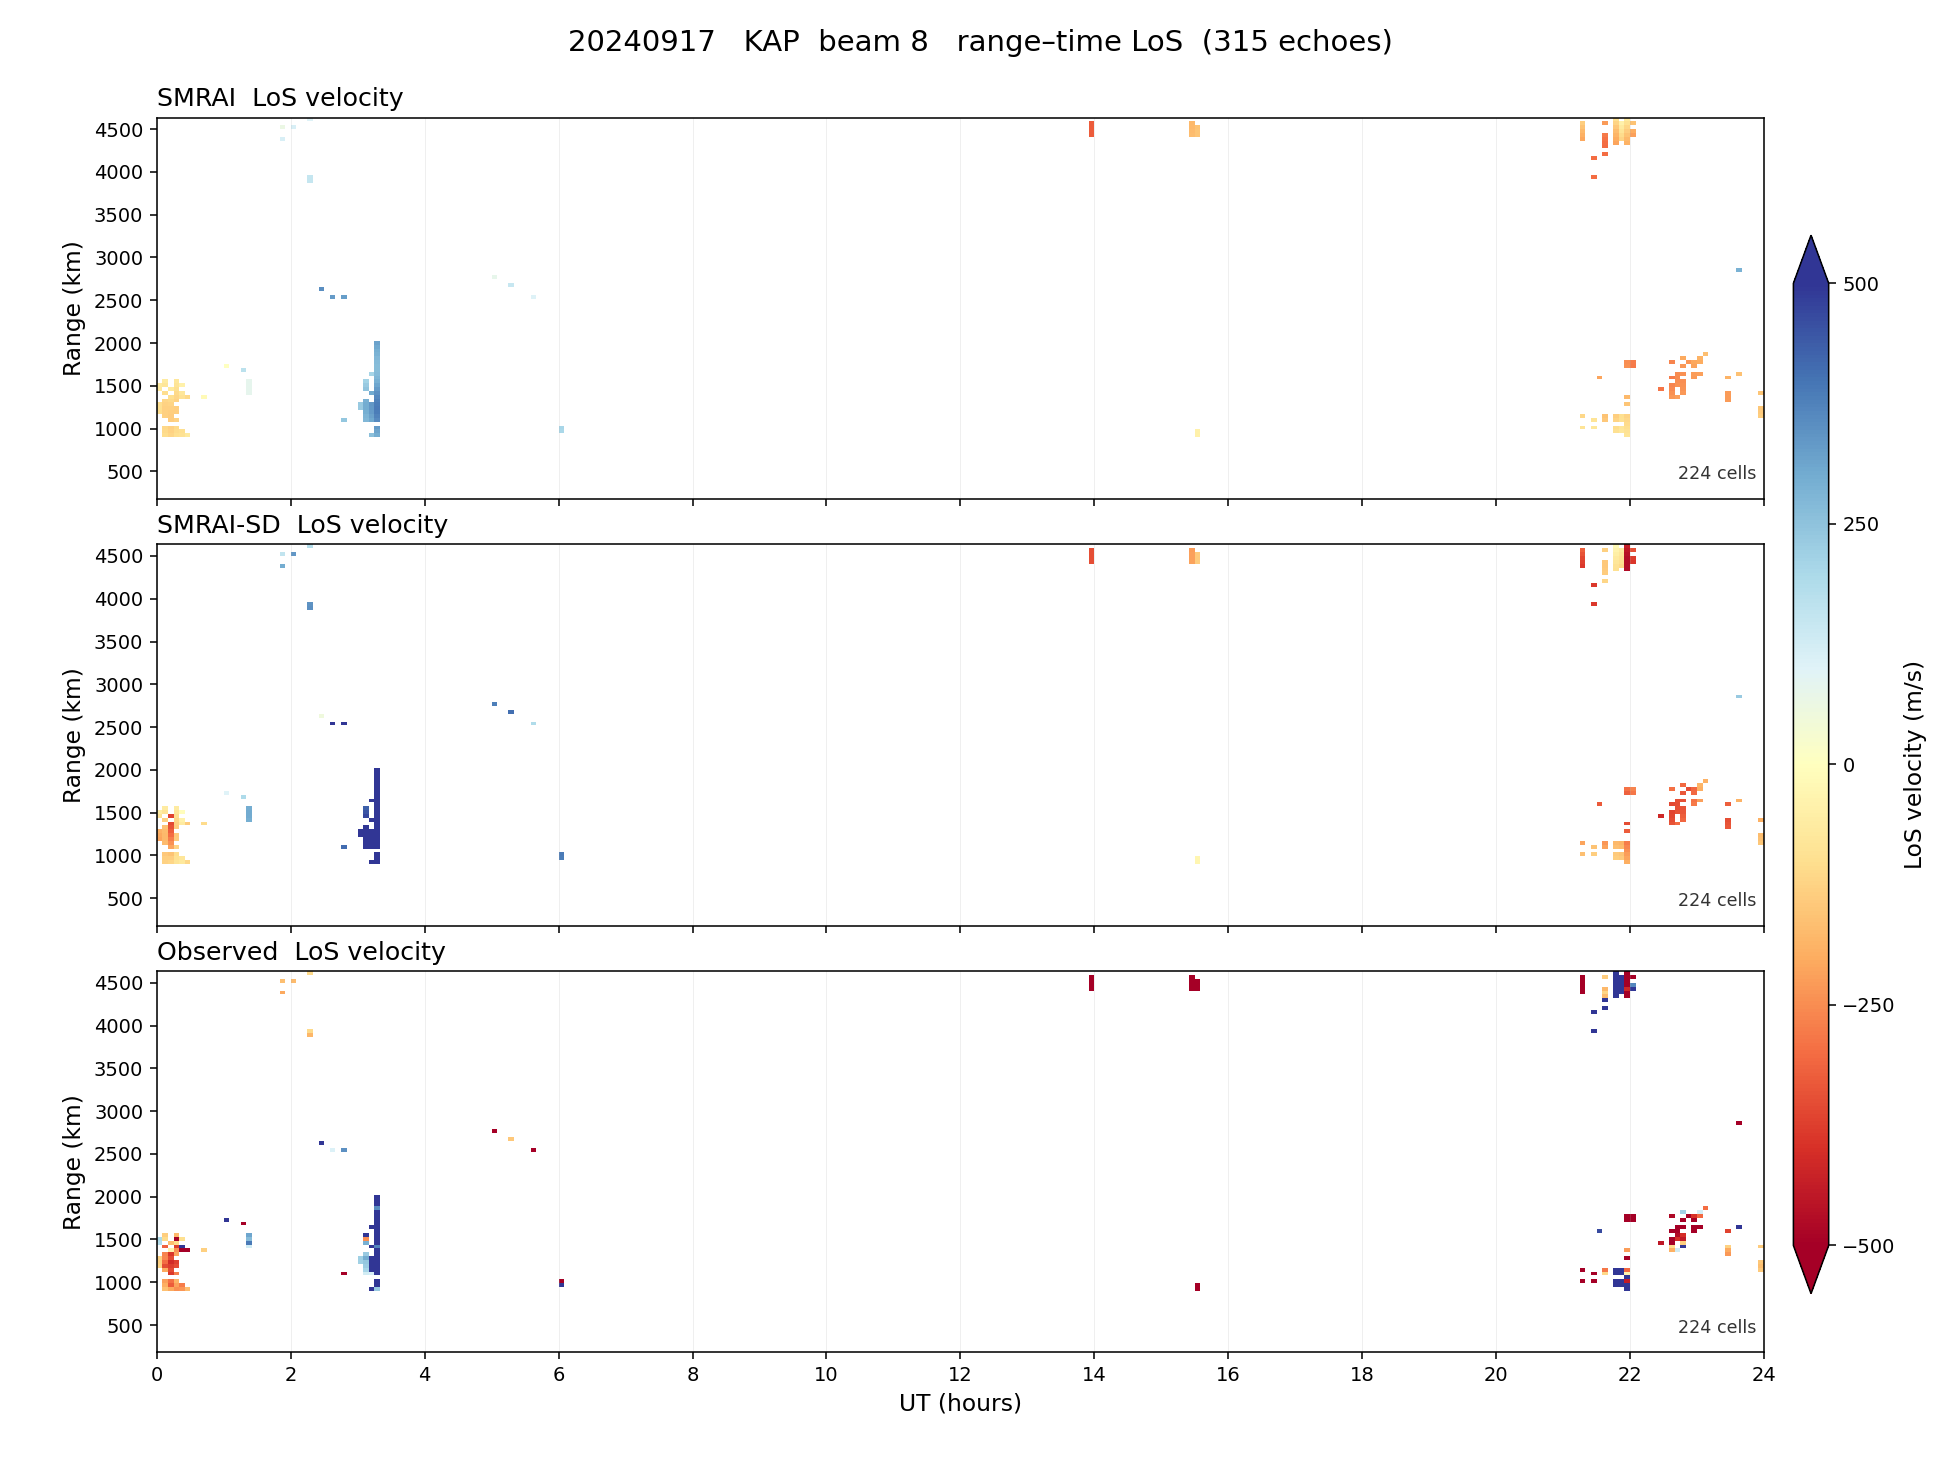 20240917   KAP  beam 8   range–time LoS  (315 echoes)
SMRAI  LoS velocity
4500
4000
3500
3000
2500
2000
1500
1000
500
Range (km)
224 cells
SMRAI-SD  LoS velocity
4500
4000
3500
3000
2500
2000
1500
1000
500
Range (km)
224 cells
Observed  LoS velocity
4500
4000
3500
3000
2500
2000
1500
1000
500
Range (km)
224 cells
0 2 4 6 8 10 12 14 16 18 20 22 24
UT (hours)
500
250
0
−250
−500
LoS velocity (m/s)